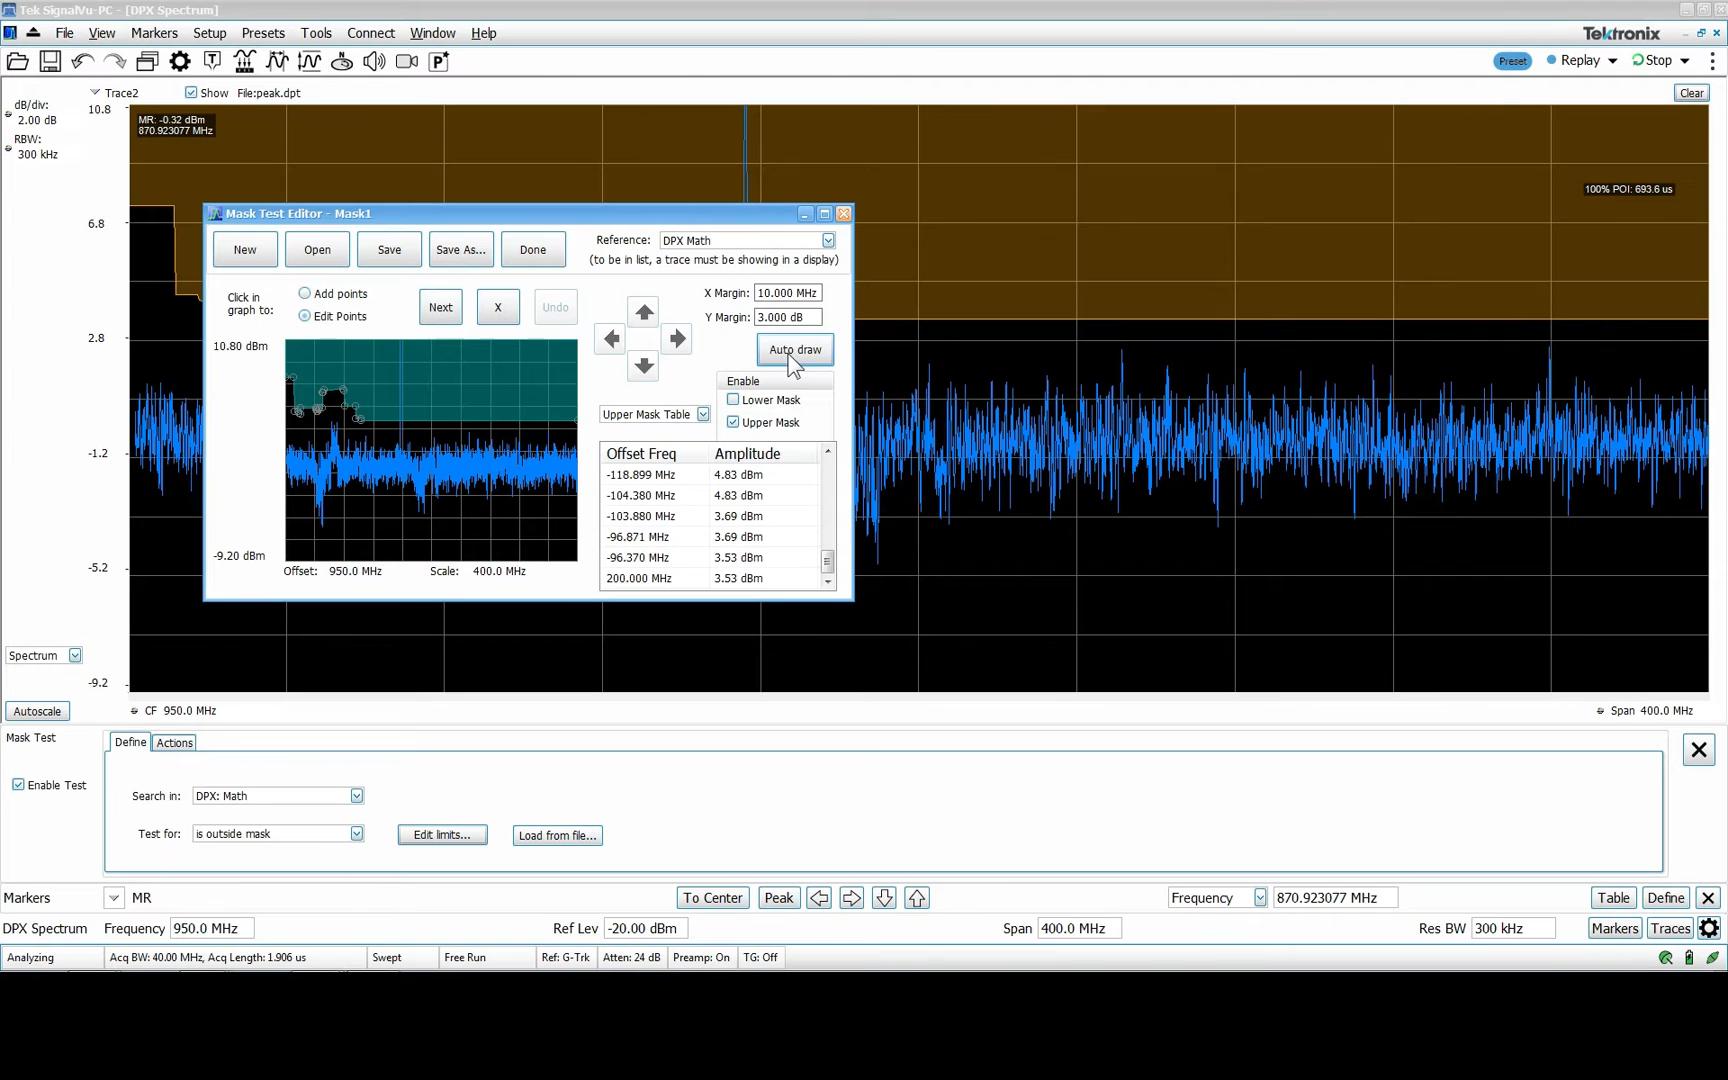 Tek SignalVu-PC - [DPX Spectrum]
File View Markers Setup Presets Tools Connect Window Help
Tektronix
Preset Replay Stop
Trace2 Show File:peak.dpt Clear
dB/div:
2.00 dB
RBW:
300 kHz
10.8
6.8
2.8
-1.2
-5.2
-9.2
MR: -0.32 dBm
870.923077 MHz
100% POI: 693.6 us
Mask Test Editor - Mask1
New Open Save Save As... Done
Reference: DPX Math
(to be in list, a trace must be showing in a display)
Click in
graph to:
Add points
Edit Points
Next X Undo
X Margin: 10.000 MHz
Y Margin: 3.000 dB
Auto draw
10.80 dBm
-9.20 dBm
Offset: 950.0 MHz Scale: 400.0 MHz
Enable
Lower Mask
Upper Mask
Upper Mask Table
Offset Freq Amplitude
-118.899 MHz 4.83 dBm
-104.380 MHz 4.83 dBm
-103.880 MHz 3.69 dBm
-96.871 MHz 3.69 dBm
-96.370 MHz 3.53 dBm
200.000 MHz 3.53 dBm
Spectrum
Autoscale
CF 950.0 MHz Span 400.0 MHz
Mask Test
Define Actions
Enable Test
Search in: DPX: Math
Test for: is outside mask Edit limits... Load from file...
Markers MR To Center Peak Frequency 870.923077 MHz Table Define
DPX Spectrum Frequency 950.0 MHz Ref Lev -20.00 dBm Span 400.0 MHz Res BW 300 kHz Markers Traces
Analyzing Acq BW: 40.00 MHz, Acq Length: 1.906 us Swept Free Run Ref: G-Trk Atten: 24 dB Preamp: On TG: Off